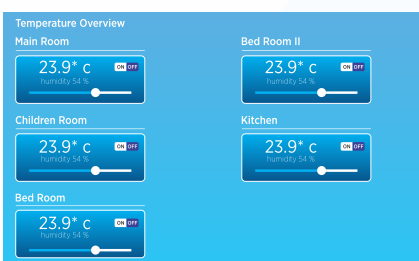 Temperature Overview
Main Room
23.9* c ON OFF
humidity 54 %
Children Room
23.9* c ON OFF
humidity 54 %
Bed Room
23.9* c ON OFF
humidity 54 %
Bed Room II
23.9* c ON OFF
humidity 54 %
Kitchen
23.9* c ON OFF
humidity 54 %